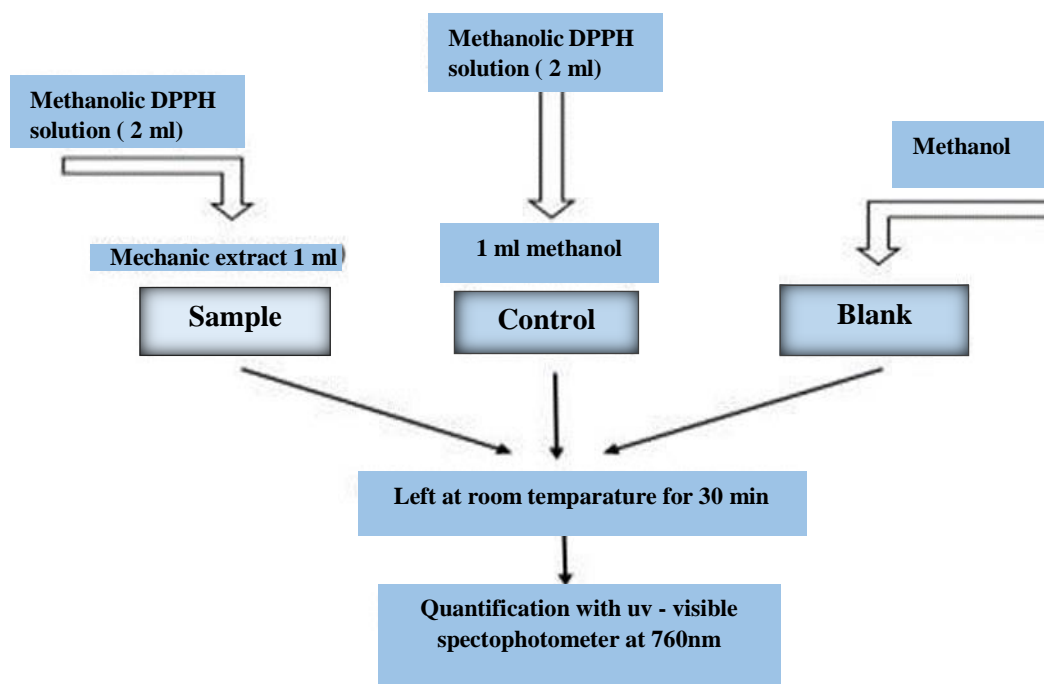 Methanolic DPPH
solution ( 2 ml)
Methanolic DPPH
solution ( 2 ml)
Methanol
Mechanic extract 1 ml)
1 ml methanol
Sample
Control
Blank
Left at room temparature for 30 min
Quantification with uv - visible
spectophotometer at 760nm